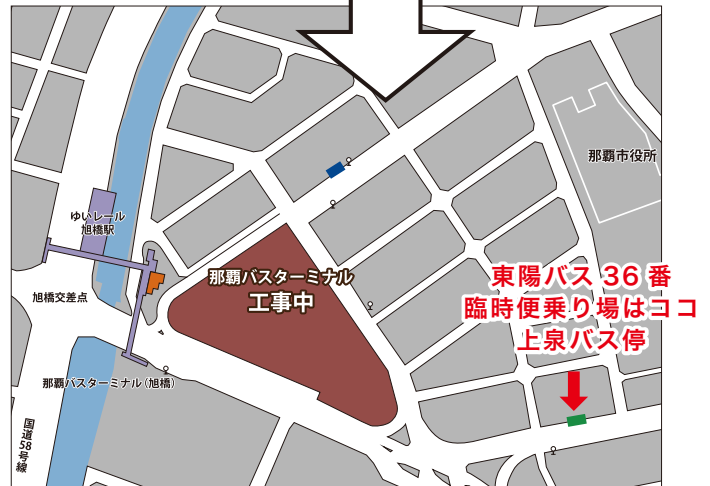 那覇市役所
ゆいレール
旭橋駅
那覇バスターミナル
工事中
東陽バス 36 番
臨時便乗り場はココ
上泉バス停
旭橋交差点
那覇バスターミナル（旭橋）
国道58号線